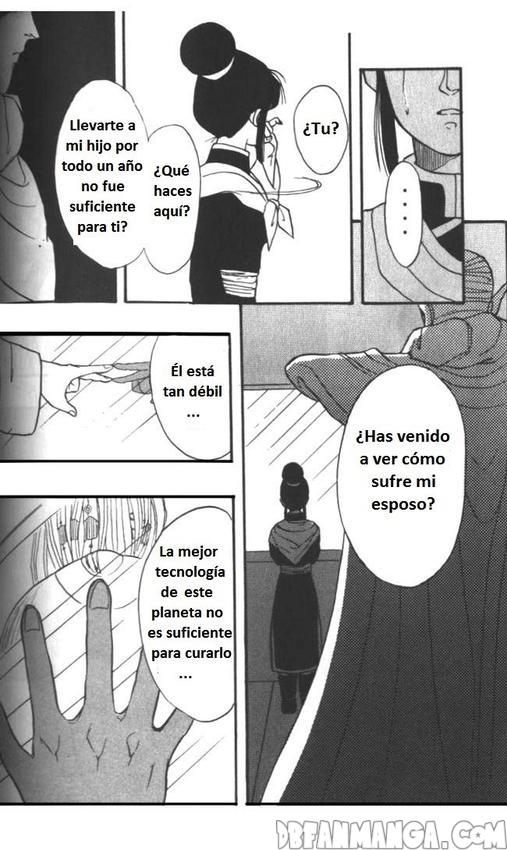 ¿Tu?
. . . .
¿Qué
haces
aquí?
Llevarte a
mi hijo por
todo un año
no fue
suficiente
para ti?
¿Has venido
a ver cómo
sufre mi
esposo?
Él está
tan débil
...
La mejor
tecnología
de este
planeta no
es suficiente
para curarlo
...
DBFANMANGA.COM